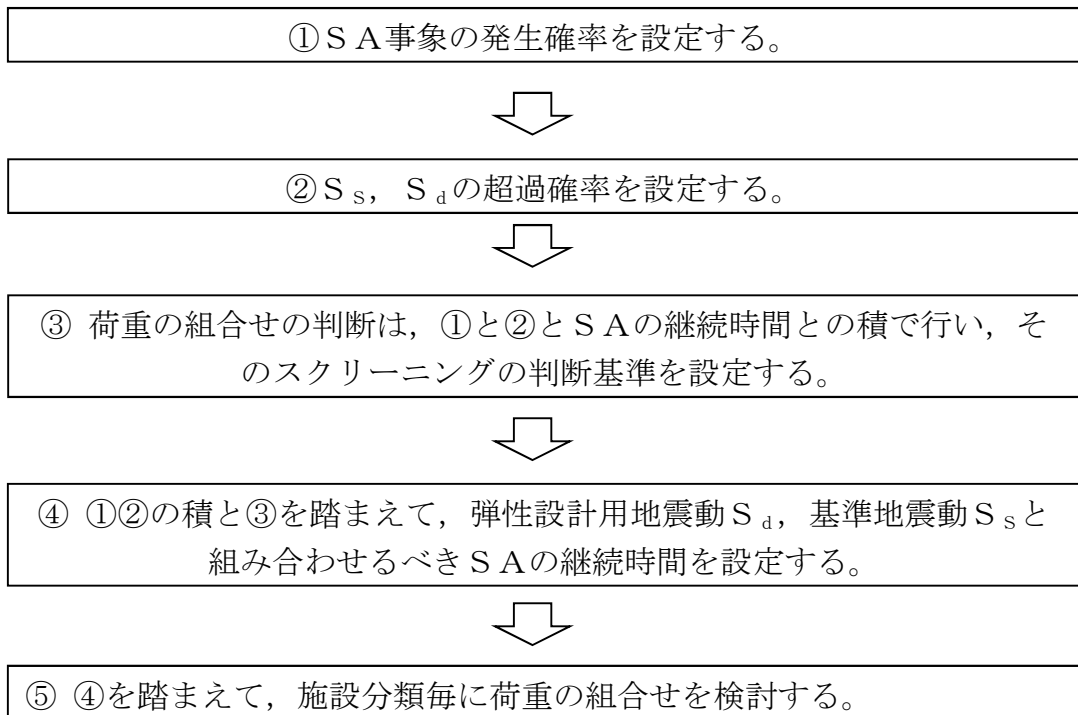 ①ＳＡ事象の発生確率を設定する。
②Ｓｓ，Ｓｄの超過確率を設定する。
③ 荷重の組合せの判断は，①と②とＳＡの継続時間との積で行い，そ
のスクリーニングの判断基準を設定する。
④ ①②の積と③を踏まえて，弾性設計用地震動Ｓｄ，基準地震動Ｓｓと
組み合わせるべきＳＡの継続時間を設定する。
⑤ ④を踏まえて，施設分類毎に荷重の組合せを検討する。